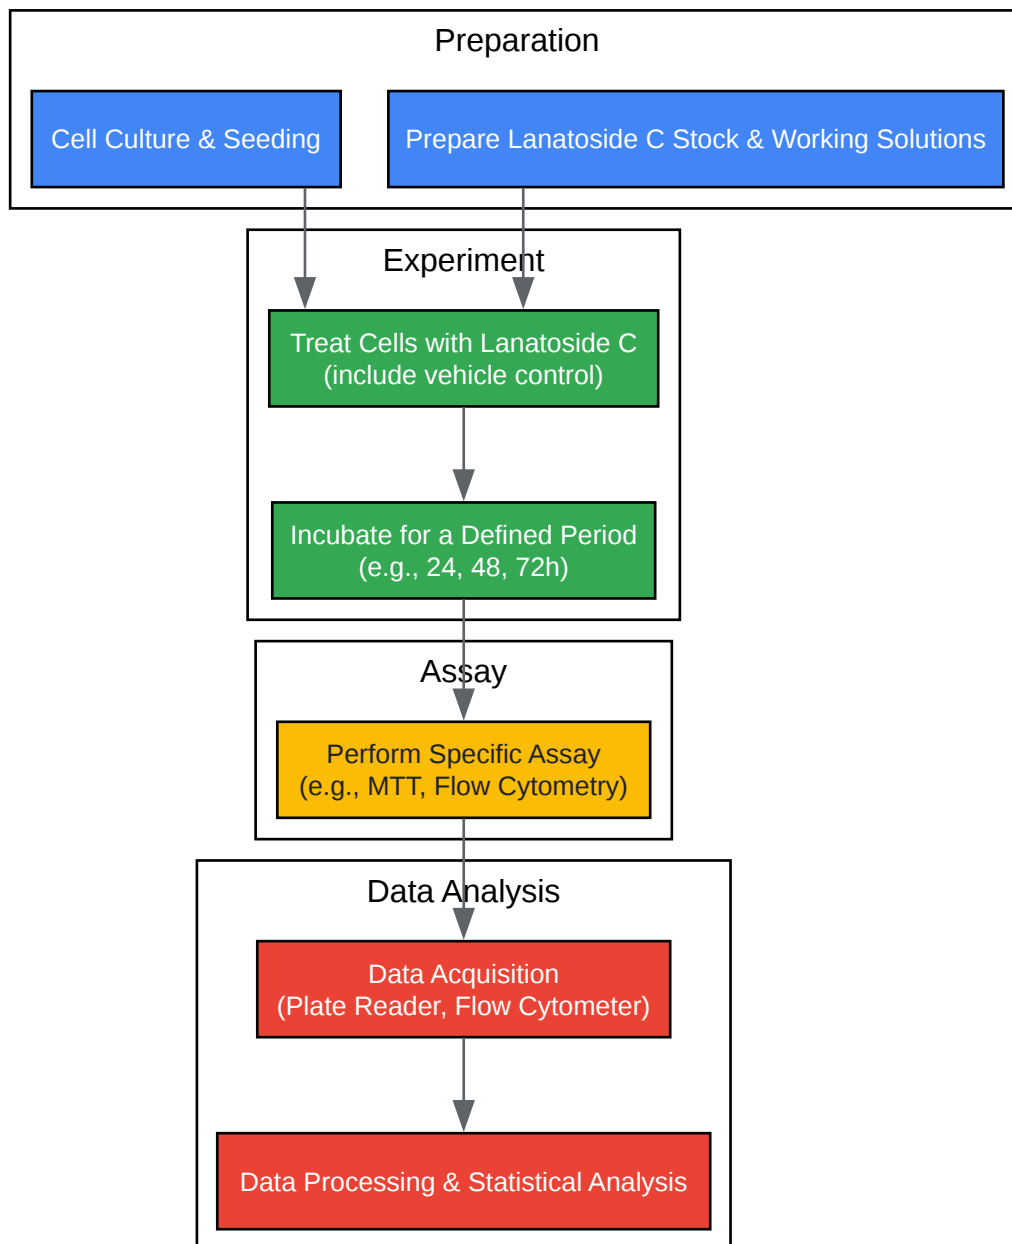 Preparation
Cell Culture & Seeding
Prepare Lanatoside C Stock & Working Solutions
Experiment
Treat Cells with Lanatoside C
(include vehicle control)
Incubate for a Defined Period
(e.g., 24, 48, 72h)
Assay
Perform Specific Assay
(e.g., MTT, Flow Cytometry)
Data Analysis
Data Acquisition
(Plate Reader, Flow Cytometer)
Data Processing & Statistical Analysis